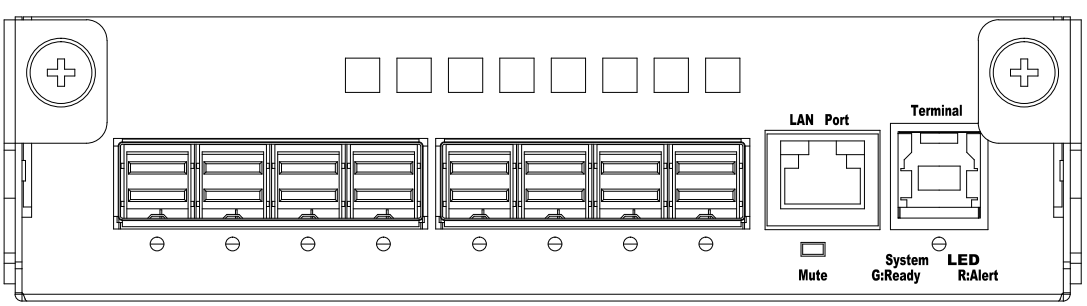 LAN Port
Terminal
System LED
Mute
G:Ready R:Alert